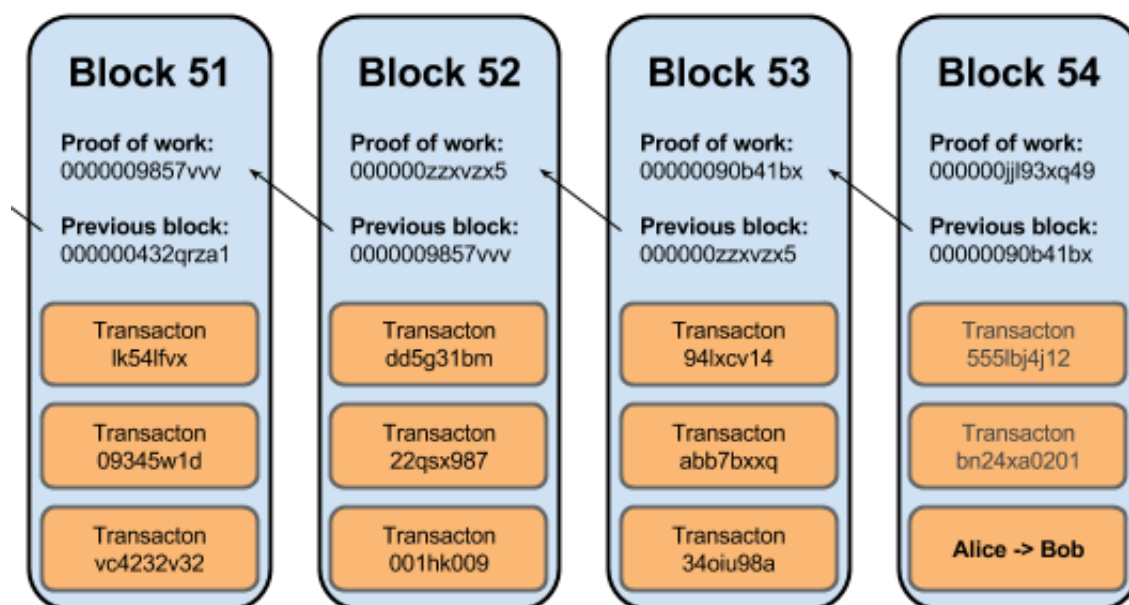 Block 51
Proof of work:
0000009857vvv
Previous block:
000000432qrza1
Transacton
lk54lfvx
Transacton
09345w1d
Transacton
vc4232v32
Block 52
Proof of work:
000000zzxvzx5
Previous block:
0000009857vvv
Transacton
dd5g31bm
Transacton
22qsx987
Transacton
001hk009
Block 53
Proof of work:
00000090b41bx
Previous block:
000000zzxvzx5
Transacton
94lxcv14
Transacton
abb7bxxq
Transacton
34oiu98a
Block 54
Proof of work:
000000jjl93xq49
Previous block:
00000090b41bx
Transacton
555lbj4j12
Transacton
bn24xa0201
Alice -> Bob